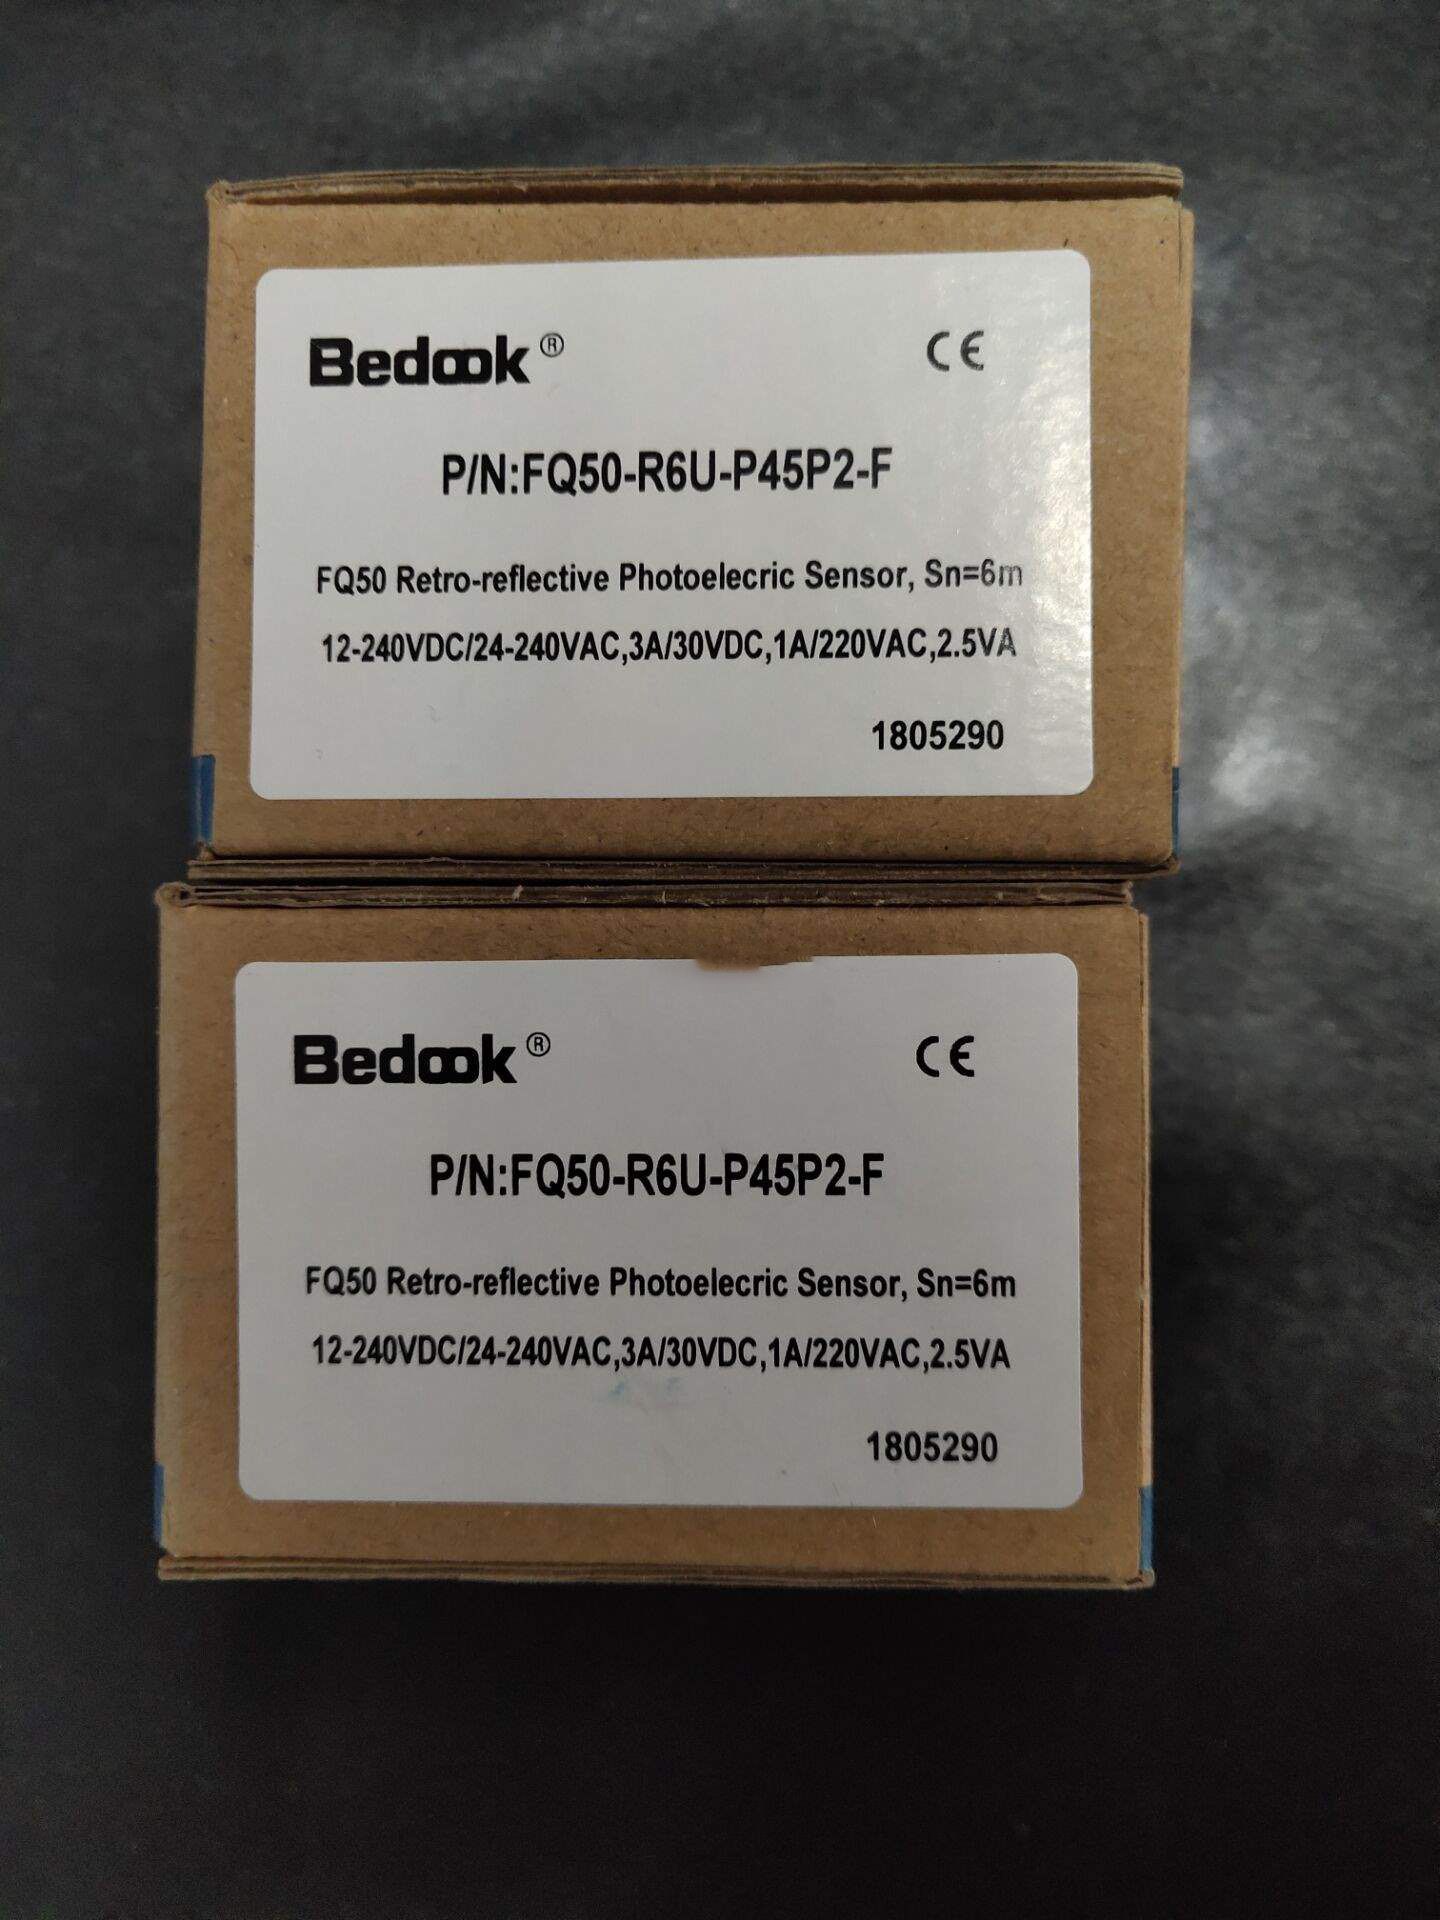 Bedook ®
CE
P/N:FQ50-R6U-P45P2-F
FQ50 Retro-reflective Photoelecric Sensor, Sn=6m
12-240VDC/24-240VAC,3A/30VDC,1A/220VAC,2.5VA
1805290
Bedook ®
CE
P/N:FQ50-R6U-P45P2-F
FQ50 Retro-reflective Photoelecric Sensor, Sn=6m
12-240VDC/24-240VAC,3A/30VDC,1A/220VAC,2.5VA
1805290